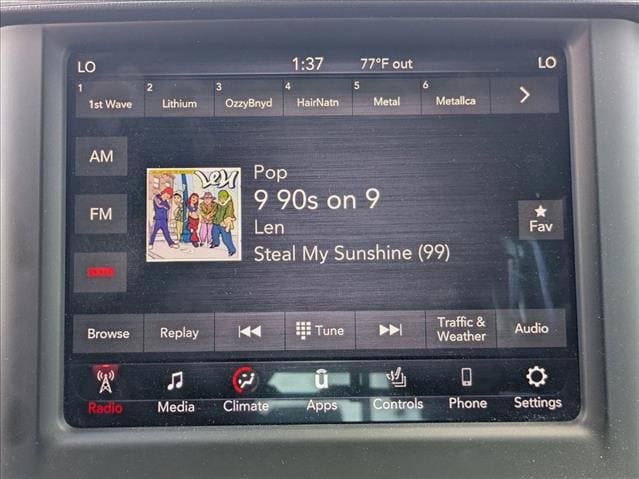 LO 1:37 77°F out LO
1 1st Wave 2 Lithium 3 OzzyBnyd 4 HairNatn 5 Metal 6 Metallca
AM
FM
Len
Pop
9 90s on 9
Len
Steal My Sunshine (99)
Fav
Browse Replay Tune Traffic & Weather Audio
Radio Media Climate Apps Controls Phone Settings